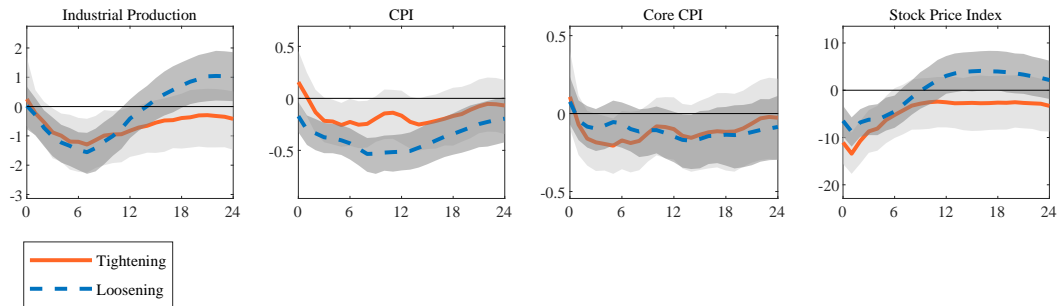 Industrial Production
2
1
0
-1
-2
-3
0 6 12 18 24
CPI
0.5
0
-0.5
0 6 12 18 24
Core CPI
0.5
0
-0.5
0 6 12 18 24
Stock Price Index
10
0
-10
-20
0 6 12 18 24
Tightening
Loosening